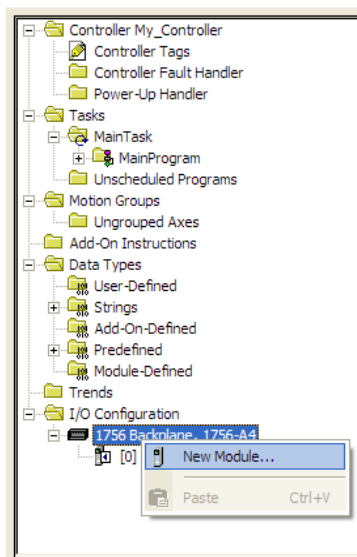 Controller My_Controller
Controller Tags
Controller Fault Handler
Power-Up Handler
Tasks
MainTask
MainProgram
Unscheduled Programs
Motion Groups
Ungrouped Axes
Add-On Instructions
Data Types
User-Defined
Strings
Add-On-Defined
Predefined
Module-Defined
Trends
I/O Configuration
1756 Backplane, 1756-A4
[0]
New Module...
Paste Ctrl+V